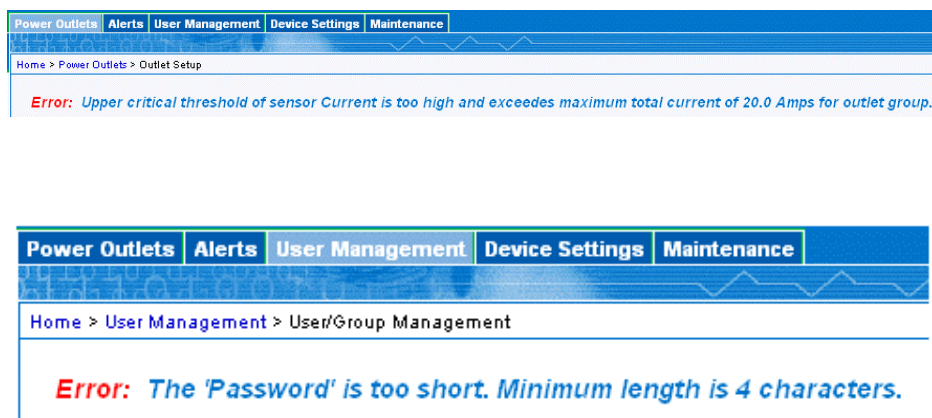 Power Outlets Alerts User Management Device Settings Maintenance
Home > Power Outlets > Outlet Setup
Error: Upper critical threshold of sensor Current is too high and exceedes maximum total current of 20.0 Amps for outlet group.
Power Outlets Alerts User Management Device Settings Maintenance
Home > User Management > User/Group Management
Error: The 'Password' is too short. Minimum length is 4 characters.